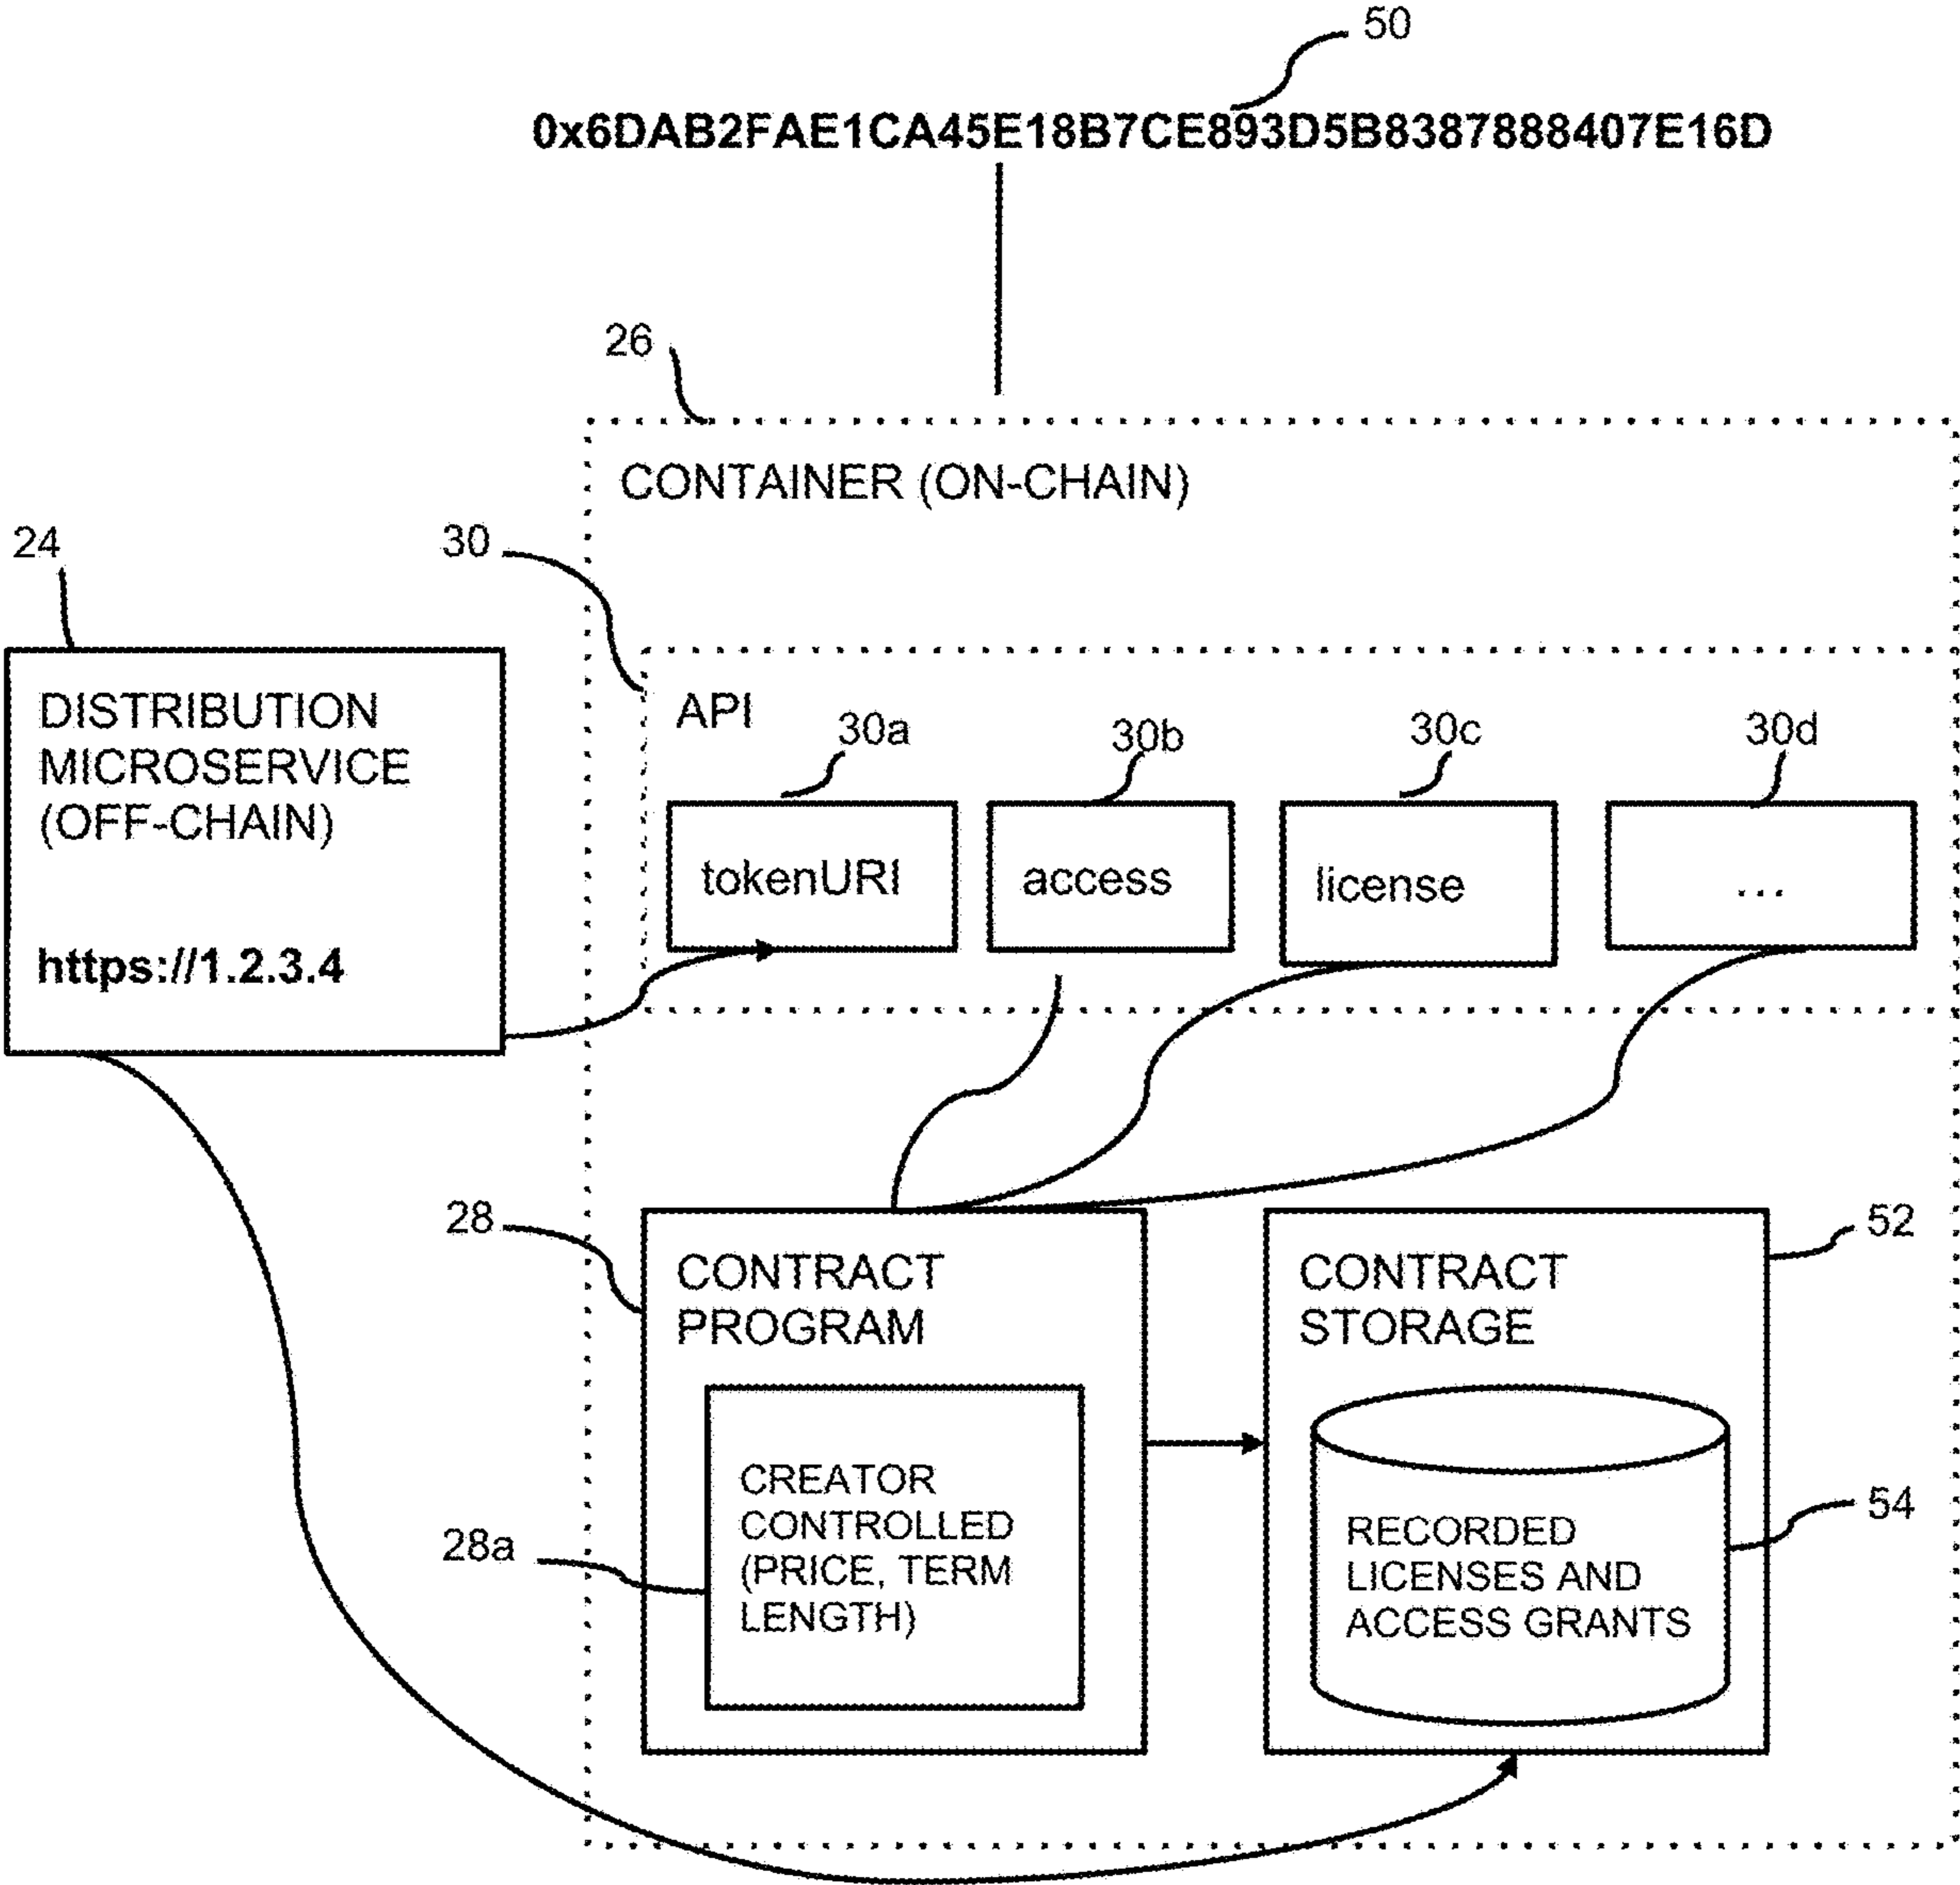 50
0x6DAB2FAE1CA45E18B7CE893D5B8387888407E16D
26
CONTAINER (ON-CHAIN)
24
30
DISTRIBUTION
MICROSERVICE
(OFF-CHAIN)
https://1.2.3.4
API
30a
30b
30c
30d
tokenURI
access
license
...
28
CONTRACT
PROGRAM
52
CONTRACT
STORAGE
28a
CREATOR
CONTROLLED
(PRICE, TERM
LENGTH)
54
RECORDED
LICENSES AND
ACCESS GRANTS